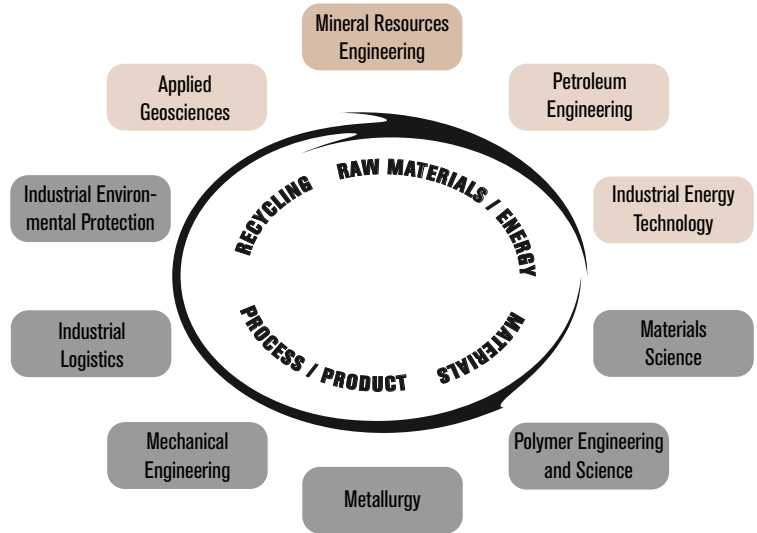 Mineral Resources
Engineering
Applied
Geosciences
Petroleum
Engineering
RECYCLING
RAW MATERIALS / ENERGY
Industrial Environ-
mental Protection
Industrial Energy
Technology
PROCESS / PRODUCT
MATERIALS
Industrial
Logistics
Materials
Science
Mechanical
Engineering
Polymer Engineering
and Science
Metallurgy